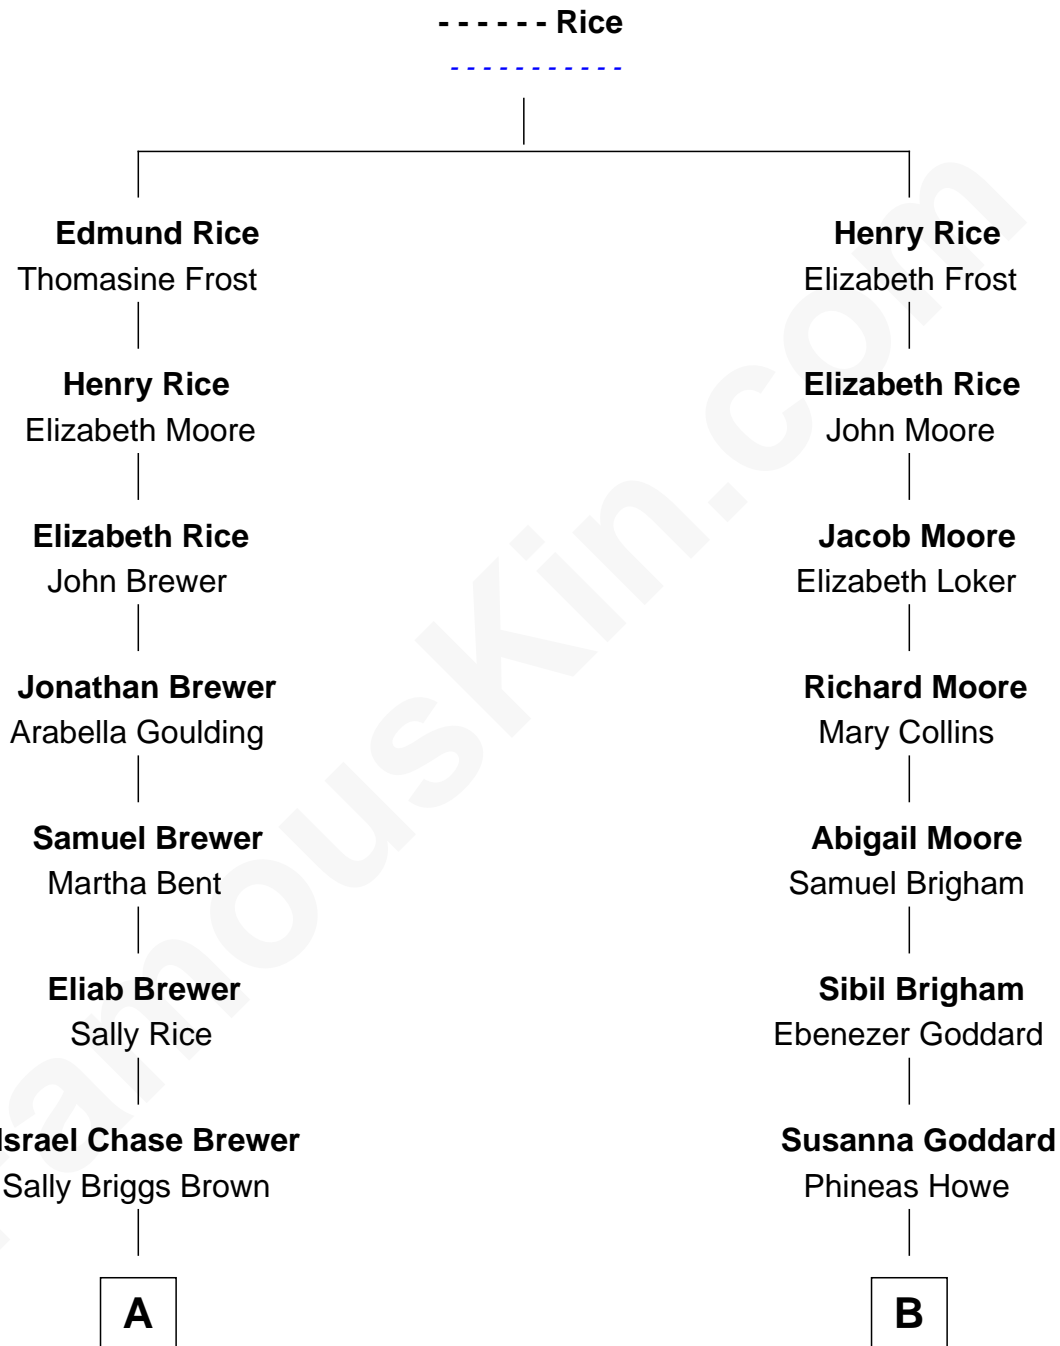 - - - - - - Rice
- - - - - - - - - - -
Edmund Rice
Thomasine Frost
Henry Rice
Elizabeth Frost
Henry Rice
Elizabeth Moore
Elizabeth Rice
John Moore
Elizabeth Rice
John Brewer
Jacob Moore
Elizabeth Loker
Jonathan Brewer
Arabella Goulding
Richard Moore
Mary Collins
Samuel Brewer
Martha Bent
Abigail Moore
Samuel Brigham
Eliab Brewer
Sally Rice
Sibil Brigham
Ebenezer Goddard
Israel Chase Brewer
Sally Briggs Brown
Susanna Goddard
Phineas Howe
A
B
FamousKin.com